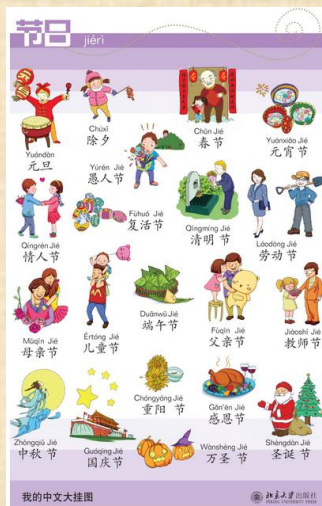 节日 jiérì
Yuándàn
元旦
Chúxī
除夕
Yúrén Jié
愚人节
Chūn Jié
春节
Yuánxiāo Jié
元宵节
Qíngrén Jié
情人节
Fùhuó Jié
复活节
Qīngmíng Jié
清明节
Láodòng Jié
劳动节
Mǔqīn Jié
母亲节
Értóng Jié
儿童节
Duānwǔ Jié
端午节
Fùqīn Jié
父亲节
Jiàoshī Jié
教师节
Zhōngqiū Jié
中秋节
Guóqìng Jié
国庆节
Chóngyáng Jié
重阳节
Wànshèng Jié
万圣节
Gǎn'ēn Jié
感恩节
Shèngdàn Jié
圣诞节
我的中文大挂图
北京大学出版社
PEKING UNIVERSITY PRESS